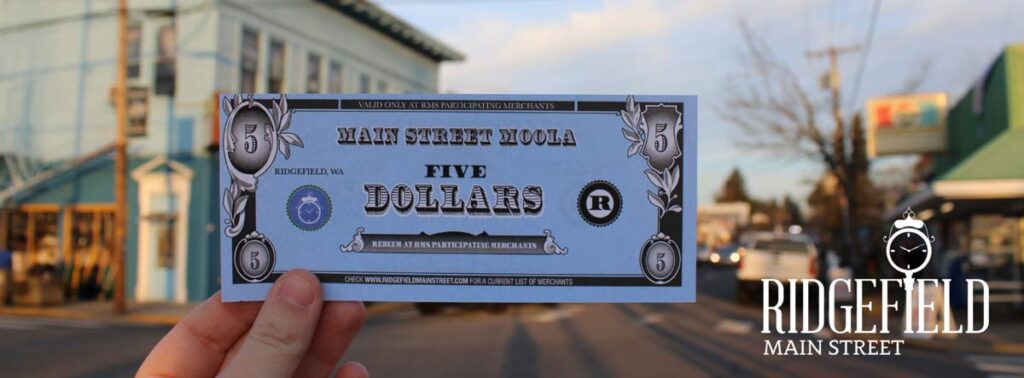 VALID ONLY AT RMS PARTICIPATING MERCHANTS
5
5
MAIN STREET MOOLA
RIDGEFIELD, WA
FIVE
DOLLARS
R
REDEEM AT RMS PARTICIPATING MERCHANTS
5
5
CHECK WWW.RIDGEFIELDMAINSTREET.COM FOR A CURRENT LIST OF MERCHANTS
RIDGEFIELD
MAIN STREET